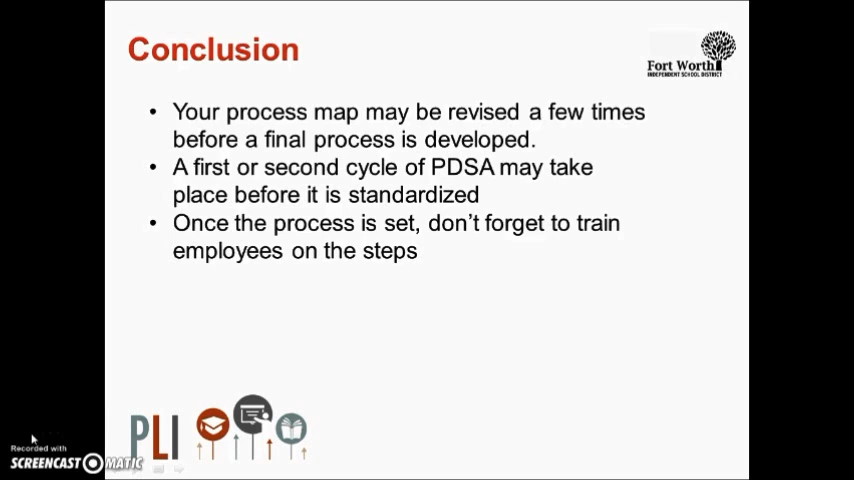 Conclusion
Fort Worth
INDEPENDENT SCHOOL DISTRICT
• Your process map may be revised a few times
before a final process is developed.
• A first or second cycle of PDSA may take
place before it is standardized
• Once the process is set, don't forget to train
employees on the steps
PLI
Recorded with
SCREENCAST MATIC